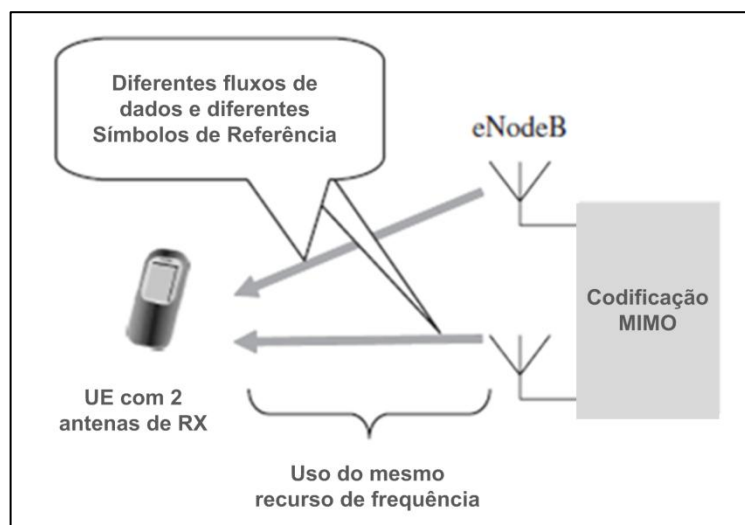 Diferentes fluxos de
dados e diferentes
Símbolos de Referência
eNodeB
Codificação
MIMO
UE com 2
antenas de RX
Uso do mesmo
recurso de frequência